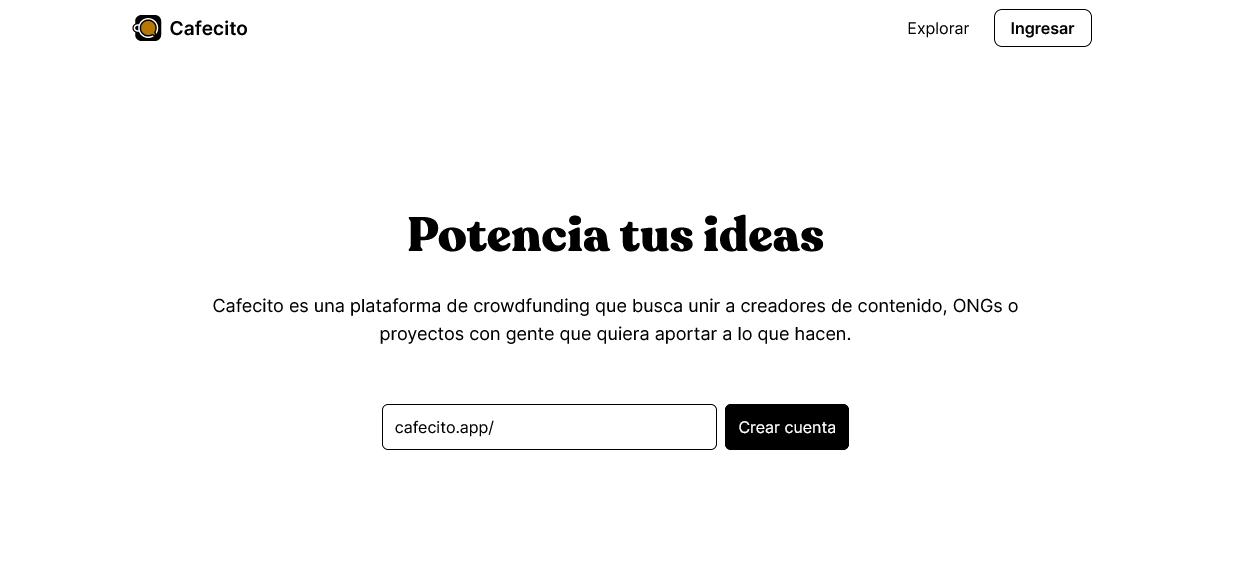 Cafecito
Explorar
Ingresar
Potencia tus ideas
Cafecito es una plataforma de crowdfunding que busca unir a creadores de contenido, ONGs o
proyectos con gente que quiera aportar a lo que hacen.
cafecito.app/
Crear cuenta